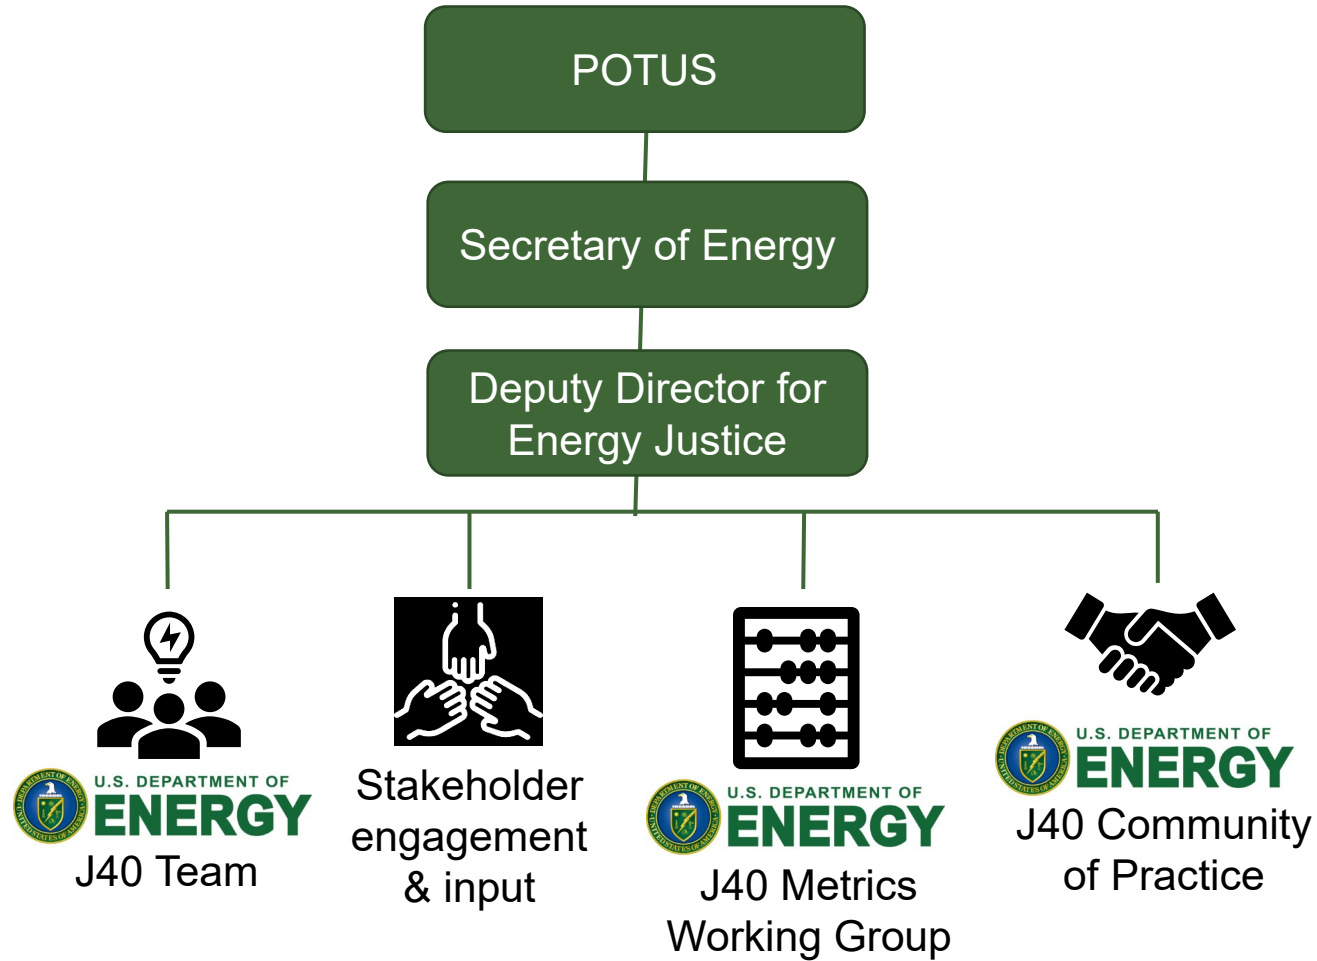 POTUS
Secretary of Energy
Deputy Director for
Energy Justice
U.S. DEPARTMENT OF
ENERGY
J40 Team
Stakeholder
engagement
& input
U.S. DEPARTMENT OF
ENERGY
J40 Metrics
Working Group
U.S. DEPARTMENT OF
ENERGY
J40 Community
of Practice